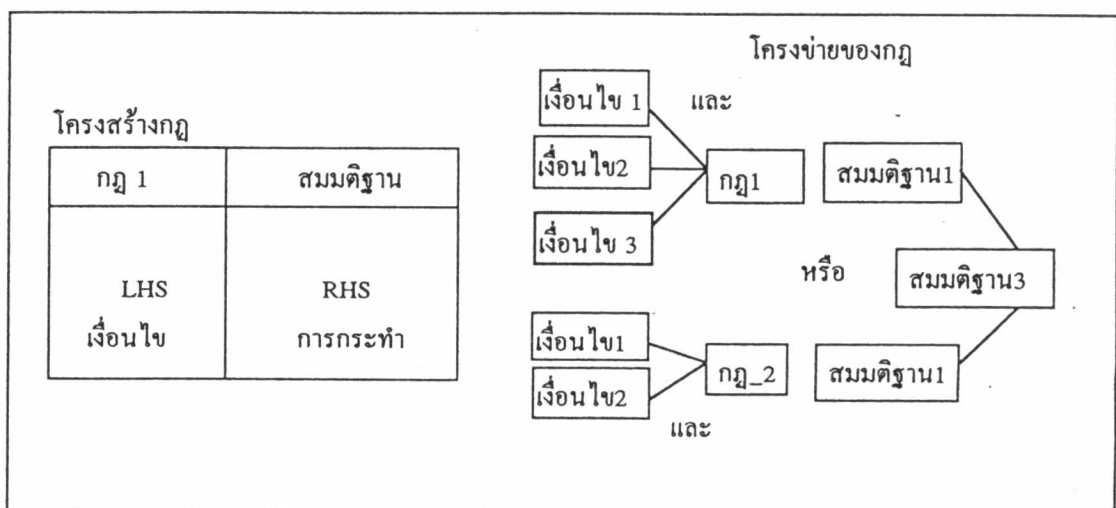 โครงสร้างกฎ
กฎ 1 สมมติฐาน
LHS RHS
เงื่อนไข การกระทำ
โครงข่ายของกฎ
เงื่อนไข 1 และ
เงื่อนไข2 กฎ1 สมมติฐาน1
เงื่อนไข 3
หรือ สมมติฐาน3
เงื่อนไข1
เงื่อนไข2 กฎ_2 สมมติฐาน1
และ